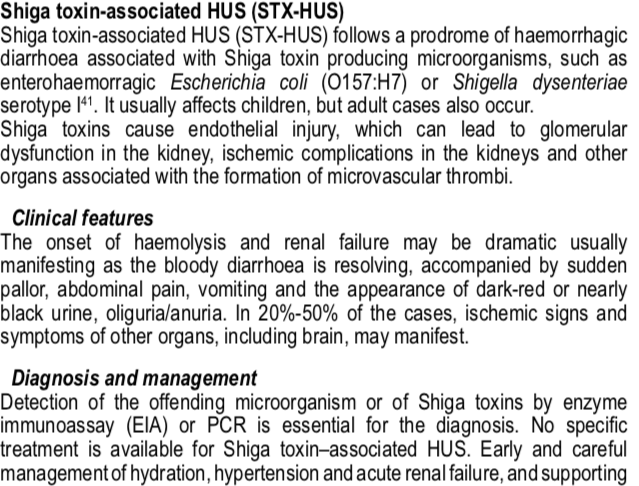 Shiga toxin-associated HUS (STX-HUS)
Shiga toxin-associated HUS (STX-HUS) follows a prodrome of haemorrhagic
diarrhoea associated with Shiga toxin producing microorganisms, such as
enterohaemorragic Escherichia coli (O157:H7) or Shigella dysenteriae
serotype I⁴¹. It usually affects children, but adult cases also occur.
Shiga toxins cause endothelial injury, which can lead to glomerular
dysfunction in the kidney, ischemic complications in the kidneys and other
organs associated with the formation of microvascular thrombi.
Clinical features
The onset of haemolysis and renal failure may be dramatic usually
manifesting as the bloody diarrhoea is resolving, accompanied by sudden
pallor, abdominal pain, vomiting and the appearance of dark-red or nearly
black urine, oliguria/anuria. In 20%-50% of the cases, ischemic signs and
symptoms of other organs, including brain, may manifest.
Diagnosis and management
Detection of the offending microorganism or of Shiga toxins by enzyme
immunoassay (EIA) or PCR is essential for the diagnosis. No specific
treatment is available for Shiga toxin–associated HUS. Early and careful
management of hydration, hypertension and acute renal failure, and supporting